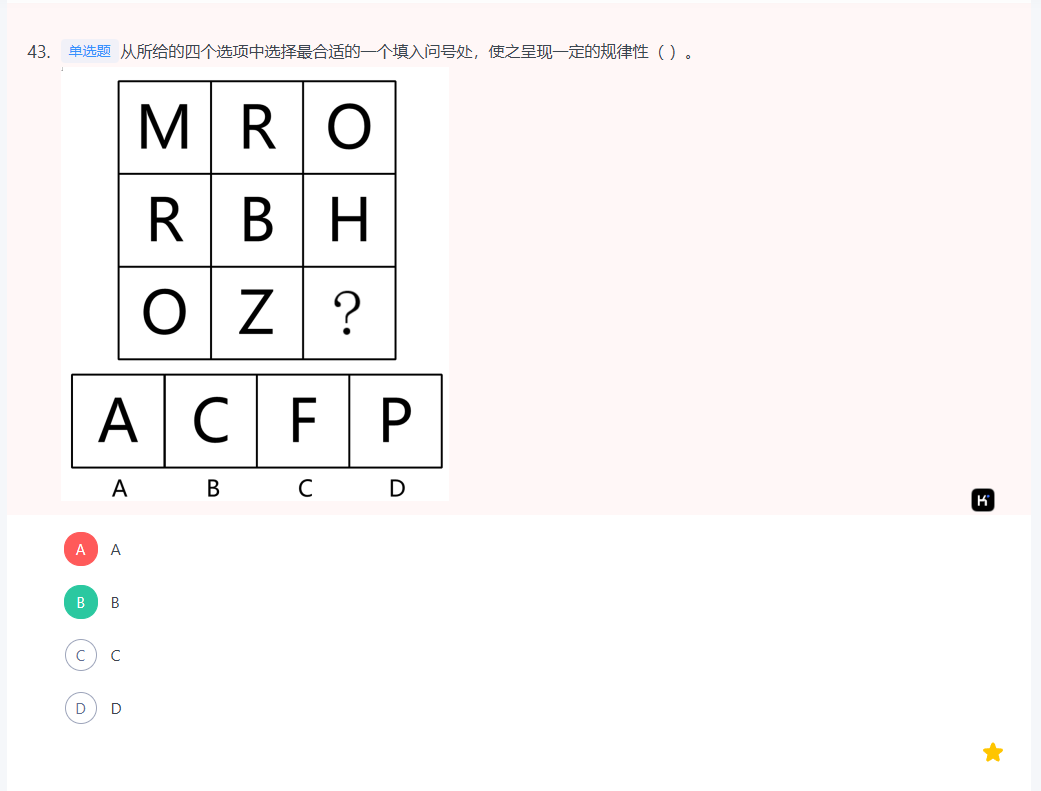 43. 单选题 从所给的四个选项中选择最合适的一个填入问号处，使之呈现一定的规律性（ ）。
M R O
R B H
O Z ?
A C F P
A B C D
K
A A
B B
C C
D D